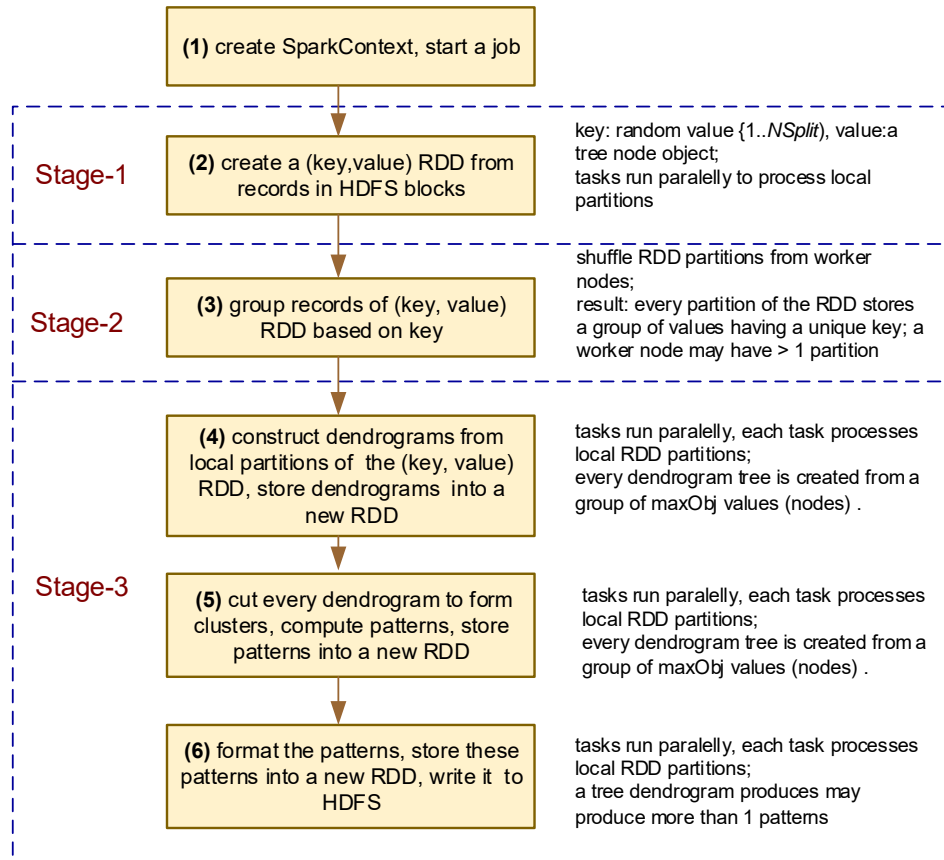 (1) create SparkContext, start a job
Stage-1
(2) create a (key,value) RDD from
records in HDFS blocks
key: random value {1..NSplit), value:a
tree node object;
tasks run paralelly to process local
partitions
Stage-2
(3) group records of (key, value)
RDD based on key
shuffle RDD partitions from worker
nodes;
result: every partition of the RDD stores
a group of values having a unique key; a
worker node may have > 1 partition
Stage-3
(4) construct dendrograms from
local partitions of the (key, value)
RDD, store dendrograms into a
new RDD
tasks run paralelly, each task processes
local RDD partitions;
every dendrogram tree is created from a
group of maxObj values (nodes) .
(5) cut every dendrogram to form
clusters, compute patterns, store
patterns into a new RDD
tasks run paralelly, each task processes
local RDD partitions;
every dendrogram tree is created from a
group of maxObj values (nodes) .
(6) format the patterns, store these
patterns into a new RDD, write it to
HDFS
tasks run paralelly, each task processes
local RDD partitions;
a tree dendrogram produces may
produce more than 1 patterns